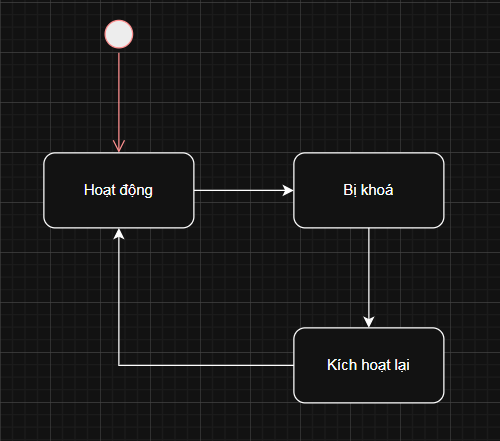 Hoạt động
Bị khoá
Kích hoạt lại